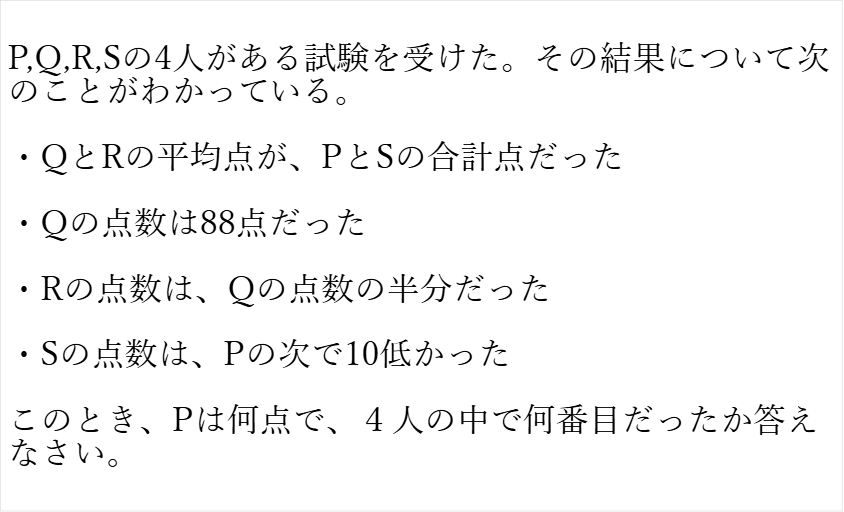 P,Q,R,Sの4人がある試験を受けた。その結果について次
のことがわかっている。
・QとRの平均点が、PとSの合計点だった
・Qの点数は88点だった
・Rの点数は、Qの点数の半分だった
・Sの点数は、Pの次で10低かった
このとき、Pは何点で、４人の中で何番目だったか答え
なさい。